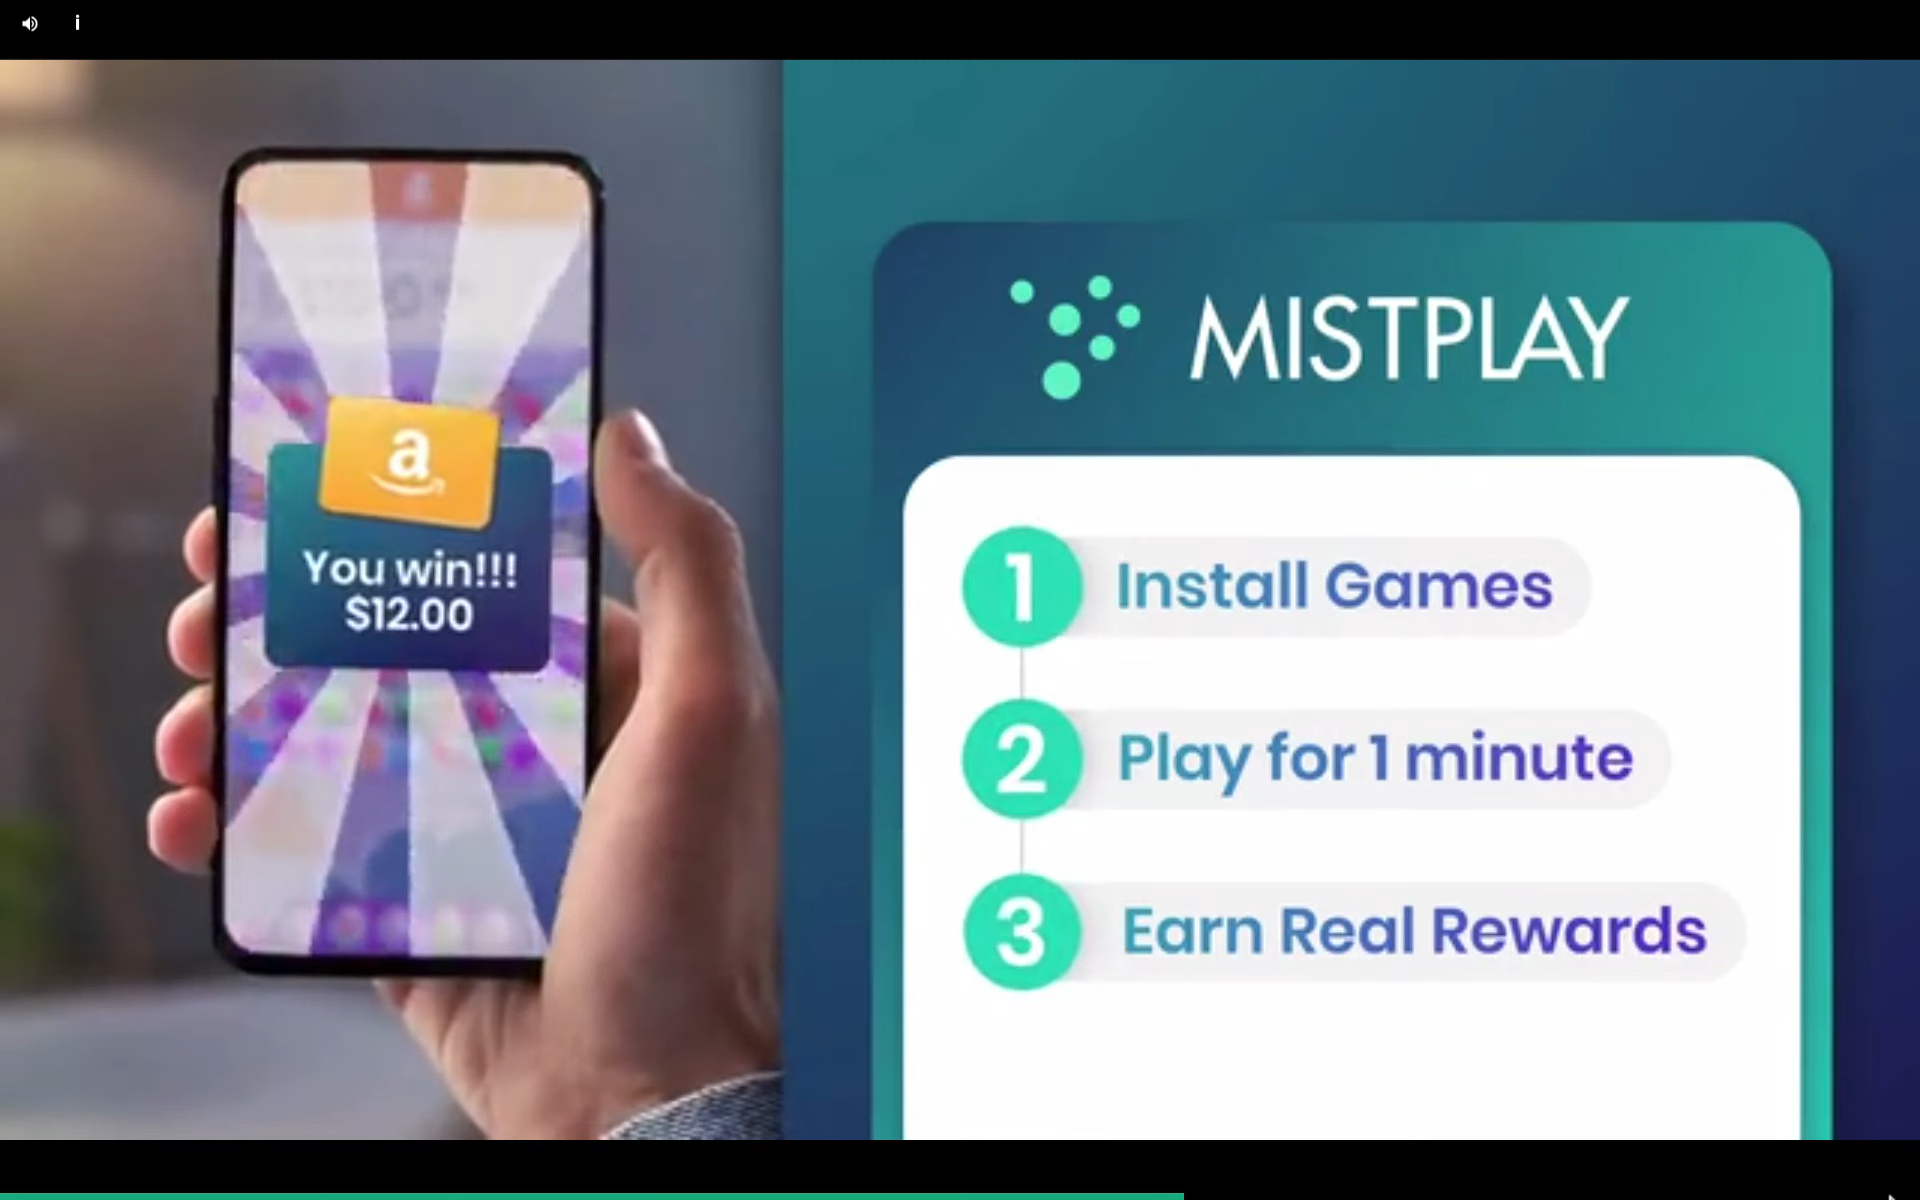 a
You win!!!
$12.00
MISTPLAY
1 Install Games
2 Play for 1 minute
3 Earn Real Rewards